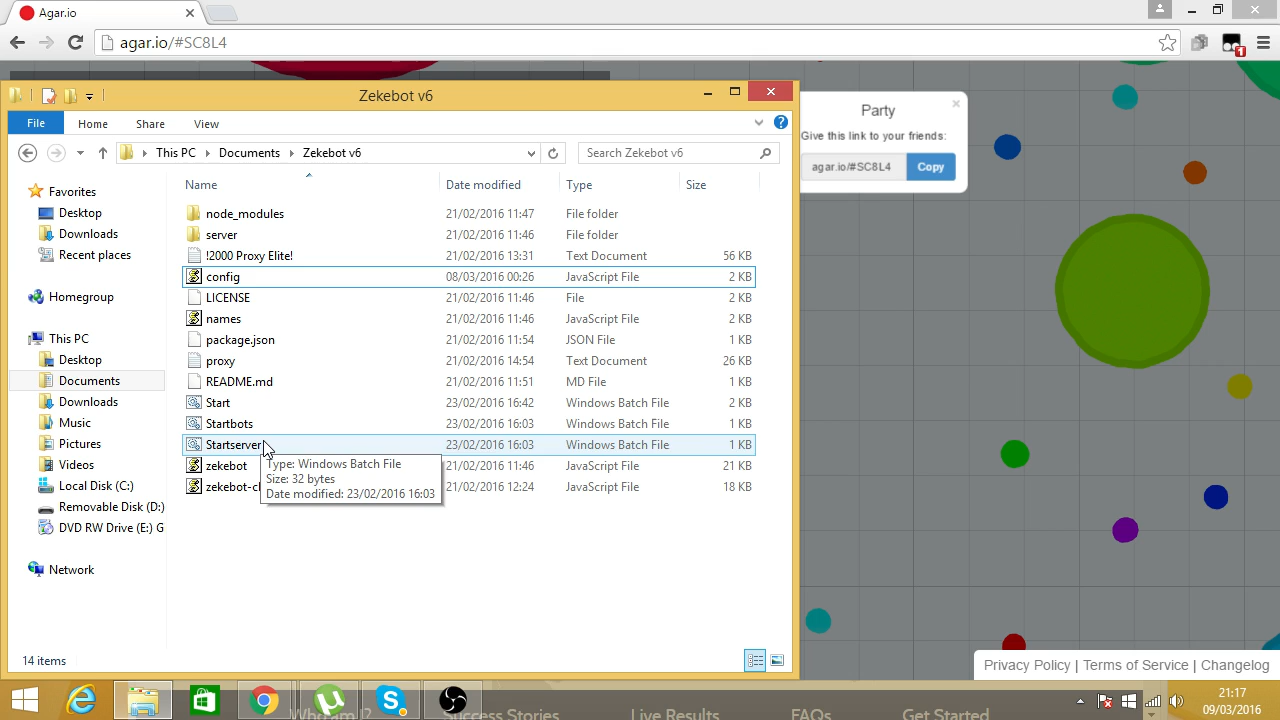 Agar.io
agar.io/#SC8L4
1
Zekebot v6
File Home Share View
This PC Documents Zekebot v6
Search Zekebot v6
Name Date modified Type Size
Favorites
Desktop
Downloads
Recent places
Homegroup
This PC
Desktop
Documents
Downloads
Music
Pictures
Videos
Local Disk (C:)
Removable Disk (D:)
DVD RW Drive (E:) G
Network
node_modules 21/02/2016 11:47 File folder
server 21/02/2016 11:46 File folder
!2000 Proxy Elite! 21/02/2016 13:31 Text Document 56 KB
config 08/03/2016 00:26 JavaScript File 2 KB
LICENSE 21/02/2016 11:46 File 2 KB
names 21/02/2016 11:46 JavaScript File 2 KB
package.json 21/02/2016 11:54 JSON File 1 KB
proxy 21/02/2016 14:54 Text Document 26 KB
README.md 21/02/2016 11:51 MD File 1 KB
Start 23/02/2016 16:42 Windows Batch File 2 KB
Startbots 23/02/2016 16:03 Windows Batch File 1 KB
Startserver 23/02/2016 16:03 Windows Batch File 1 KB
zekebot 21/02/2016 11:46 JavaScript File 21 KB
zekebot-cl 21/02/2016 12:24 JavaScript File 18 KB
Type: Windows Batch File
Size: 32 bytes
Date modified: 23/02/2016 16:03
14 items
Party
Give this link to your friends:
agar.io/#SC8L4 Copy
Privacy Policy | Terms of Service | Changelog
Success Stories Live Results FAQs Get Started
21:17
09/03/2016